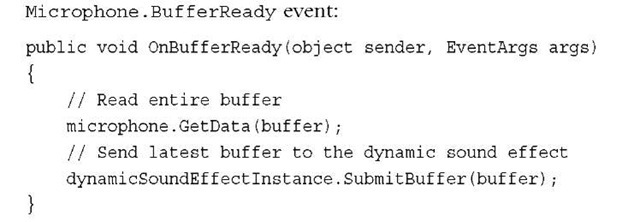 Microphone.BufferReady event:
public void OnBufferReady(object sender, EventArgs args)
{
// Read entire buffer
microphone.GetData(buffer);
// Send latest buffer to the dynamic sound effect
dynamicSoundEffectInstance.SubmitBuffer(buffer);
}